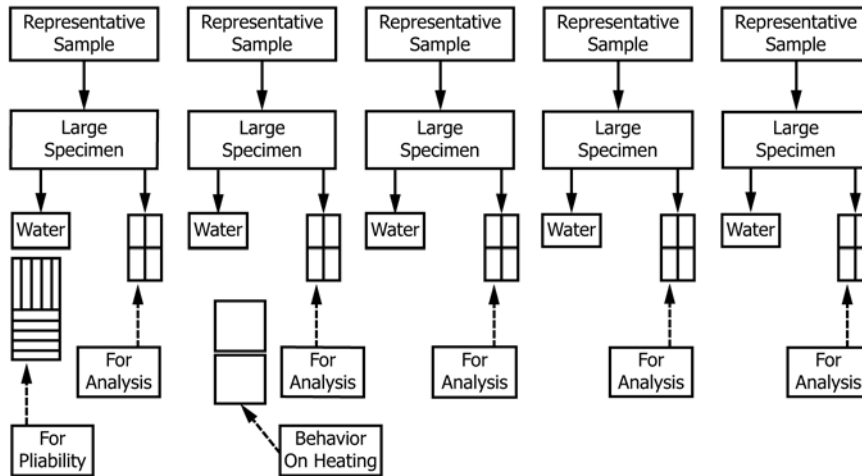 Representative
Sample
Representative
Sample
Representative
Sample
Representative
Sample
Representative
Sample
Large
Specimen
Large
Specimen
Large
Specimen
Large
Specimen
Large
Specimen
Water
Water
Water
Water
Water
For
Analysis
For
Analysis
For
Analysis
For
Analysis
For
Analysis
For
Pliability
Behavior
On Heating